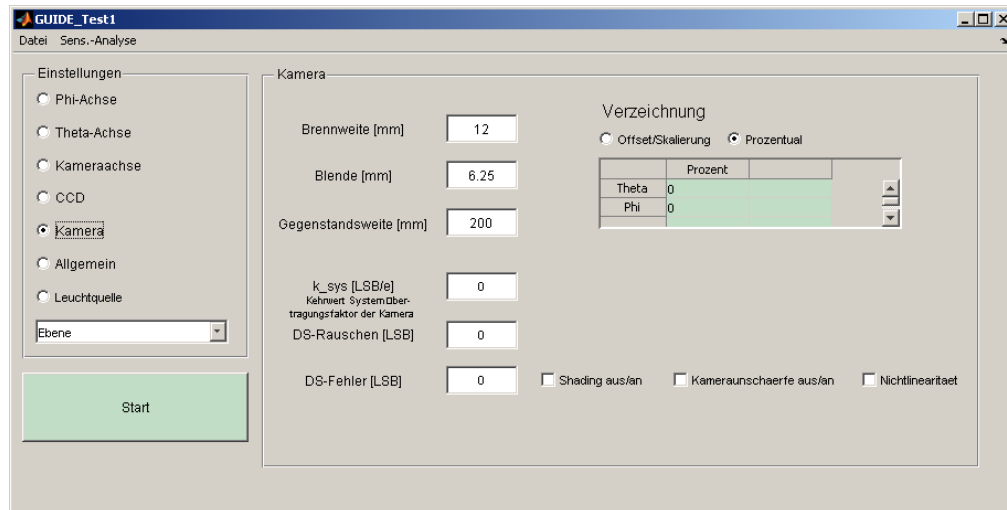 GUIDE_Test1
Datei Sens.-Analyse
Einstellungen
Phi-Achse
Theta-Achse
Kameraachse
CCD
Kamera
Allgemein
Leuchtquelle
Ebene
Start
Kamera
Brennweite [mm] 12
Blende [mm] 6.25
Gegenstandsweite [mm] 200
k_sys [LSB/e] 0
Kehrwert System□ber-
tragungsfaktor der Kamera
DS-Rauschen [LSB] 0
DS-Fehler [LSB] 0
Shading aus/an Kameraunschaerfe aus/an Nichtlinearitaet
Verzeichnung
Offset/Skalierung Prozentual
Prozent
Theta 0
Phi 0